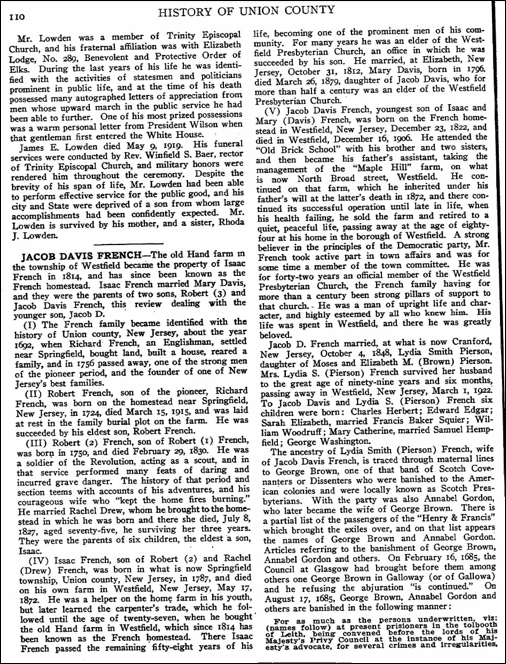 110
HISTORY OF UNION COUNTY
Mr. Lowden was a member of Trinity Episcopal
Church, and his fraternal affiliation was with Elizabeth
Lodge, No. 289, Benevolent and Protective Order of
Elks. During the last years of his life he was identi-
fied with the activities of statesmen and politicians
prominent in public life, and at the time of his death
possessed many autographed letters of appreciation from
men whose upward march in the public service he had
been able to further. One of his most prized possessions
was a warm personal letter from President Wilson when
that gentleman first entered the White House.
James E. Lowden died May 9, 1919. His funeral
services were conducted by Rev. Winfield S. Baer, rector
of Trinity Episcopal Church, and military honors were
rendered him throughout the ceremony. Despite the
brevity of his span of life, Mr. Lowden had been able
to perform effective service for the public good, and his
city and State were deprived of a son from whom large
accomplishments had been confidently expected. Mr.
Lowden is survived by his mother, and a sister, Rhoda
J. Lowden.
JACOB DAVIS FRENCH—The old Hand farm in
the township of Westfield became the property of Isaac
French in 1814, and has since been known as the
French homestead. Isaac French married Mary Davis,
and they were the parents of two sons, Robert (3) and
Jacob Davis French, this review dealing with the
younger son, Jacob D.
(I) The French family became identified with the
history of Union county, New Jersey, about the year
1692, when Richard French, an Englishman, settled
near Springfield, bought land, built a house, reared a
family, and in 1756 passed away, one of the strong men
of the pioneer period, and the founder of one of New
Jersey's best families.
(II) Robert French, son of the pioneer, Richard
French, was born on the homestead near Springfield,
New Jersey, in 1724, died March 15, 1915, and was laid
at rest in the family burial plot on the farm. He was
succeeded by his eldest son, Robert French.
(III) Robert (2) French, son of Robert (1) French,
was born in 1750, and died February 29, 1830. He was
a soldier of the Revolution, acting as a scout, and in
that service performed many feats of daring and
incurred grave danger. The history of that period and
section teems with accounts of his adventures, and his
courageous wife who "kept the home fires burning."
He married Rachel Drew, whom he brought to the home-
stead in which he was born and there she died, July 8,
1827, aged seventy-five, he surviving her three years.
They were the parents of six children, the eldest a son,
Isaac.
(IV) Isaac French, son of Robert (2) and Rachel
(Drew) French, was born in what is now Springfield
township, Union county, New Jersey, in 1787, and died
on his own farm in Westfield, New Jersey, May 17,
1872. He was a helper on the home farm in his youth,
but later learned the carpenter's trade, which he fol-
lowed until the age of twenty-seven, when he bought
the old Hand farm in Westfield, which since 1814 has
been known as the French homestead. There Isaac
French passed the remaining fifty-eight years of his
life, becoming one of the prominent men of his com-
munity. For many years he was an elder of the West-
field Presbyterian Church, an office in which he was
succeeded by his son. He married, at Elizabeth, New
Jersey, October 31, 1812, Mary Davis, born in 1796,
died March 26, 1879, daughter of Jacob Davis, who for
more than half a century was an elder of the Westfield
Presbyterian Church.
(V) Jacob Davis French, youngest son of Isaac and
Mary (Davis) French, was born on the French home-
stead in Westfield, New Jersey, December 23, 1822, and
died in Westfield, December 16, 1906. He attended the
"Old Brick School" with his brother and two sisters,
and then became his father's assistant, taking the
management of the "Maple Hill" farm, on what
is now North Broad street, Westfield. He con-
tinued on that farm, which he inherited under his
father's will at the latter's death in 1872, and there con-
tinued its successful operation until late in life, when
his health failing, he sold the farm and retired to a
quiet, peaceful life, passing away at the age of eighty-
four at his home in the borough of Westfield. A strong
believer in the principles of the Democratic party, Mr.
French took active part in town affairs and was for
some time a member of the town committee. He was
for forty-two years an official member of the Westfield
Presbyterian Church, the French family having for
more than a century been strong pillars of support to
that church. He was a man of upright life and char-
acter, and highly esteemed by all who knew him. His
life was spent in Westfield, and there he was greatly
beloved.
Jacob D. French married, at what is now Cranford,
New Jersey, October 4, 1848, Lydia Smith Pierson,
daughter of Moses and Elizabeth M. (Brown) Pierson.
Mrs. Lydia S. (Pierson) French survived her husband
to the great age of ninety-nine years and six months,
passing away in Westfield, New Jersey, March 1, 1922.
To Jacob Davis and Lydia S. (Pierson) French six
children were born: Charles Herbert; Edward Edgar;
Sarah Elizabeth, married Francis Baker Squier; Wil-
liam Woodruff; Mary Catherine, married Samuel Hemp-
field; George Washington.
The ancestry of Lydia Smith (Pierson) French, wife
of Jacob Davis French, is traced through maternal lines
to George Brown, one of that band of Scotch Cove-
nanters or Dissenters who were banished to the Amer-
ican colonies and were locally known as Scotch Pres-
byterians. With the party was also Annabel Gordon,
who later became the wife of George Brown. There is
a partial list of the passengers of the "Henry & Francis"
which brought the exiles over, and on that list appears
the names of George Brown and Annabel Gordon.
Articles referring to the banishment of George Brown,
Annabel Gordon and others. On February 16, 1685, the
Council at Glasgow had brought before them among
others one George Brown in Galloway (or of Gallowa)
and he refusing the abjuration "is continued." On
August 17, 1685, George Brown, Annabel Gordon and
others are banished in the following manner:
For as much as the persons underwritten, viz:
(names follow) at present prisoners in the tolbooth
of Leith, being convened before the lords of his
Majesty's Privy Council at the instance of his Maj-
esty's advocate, for several crimes and irregularities,